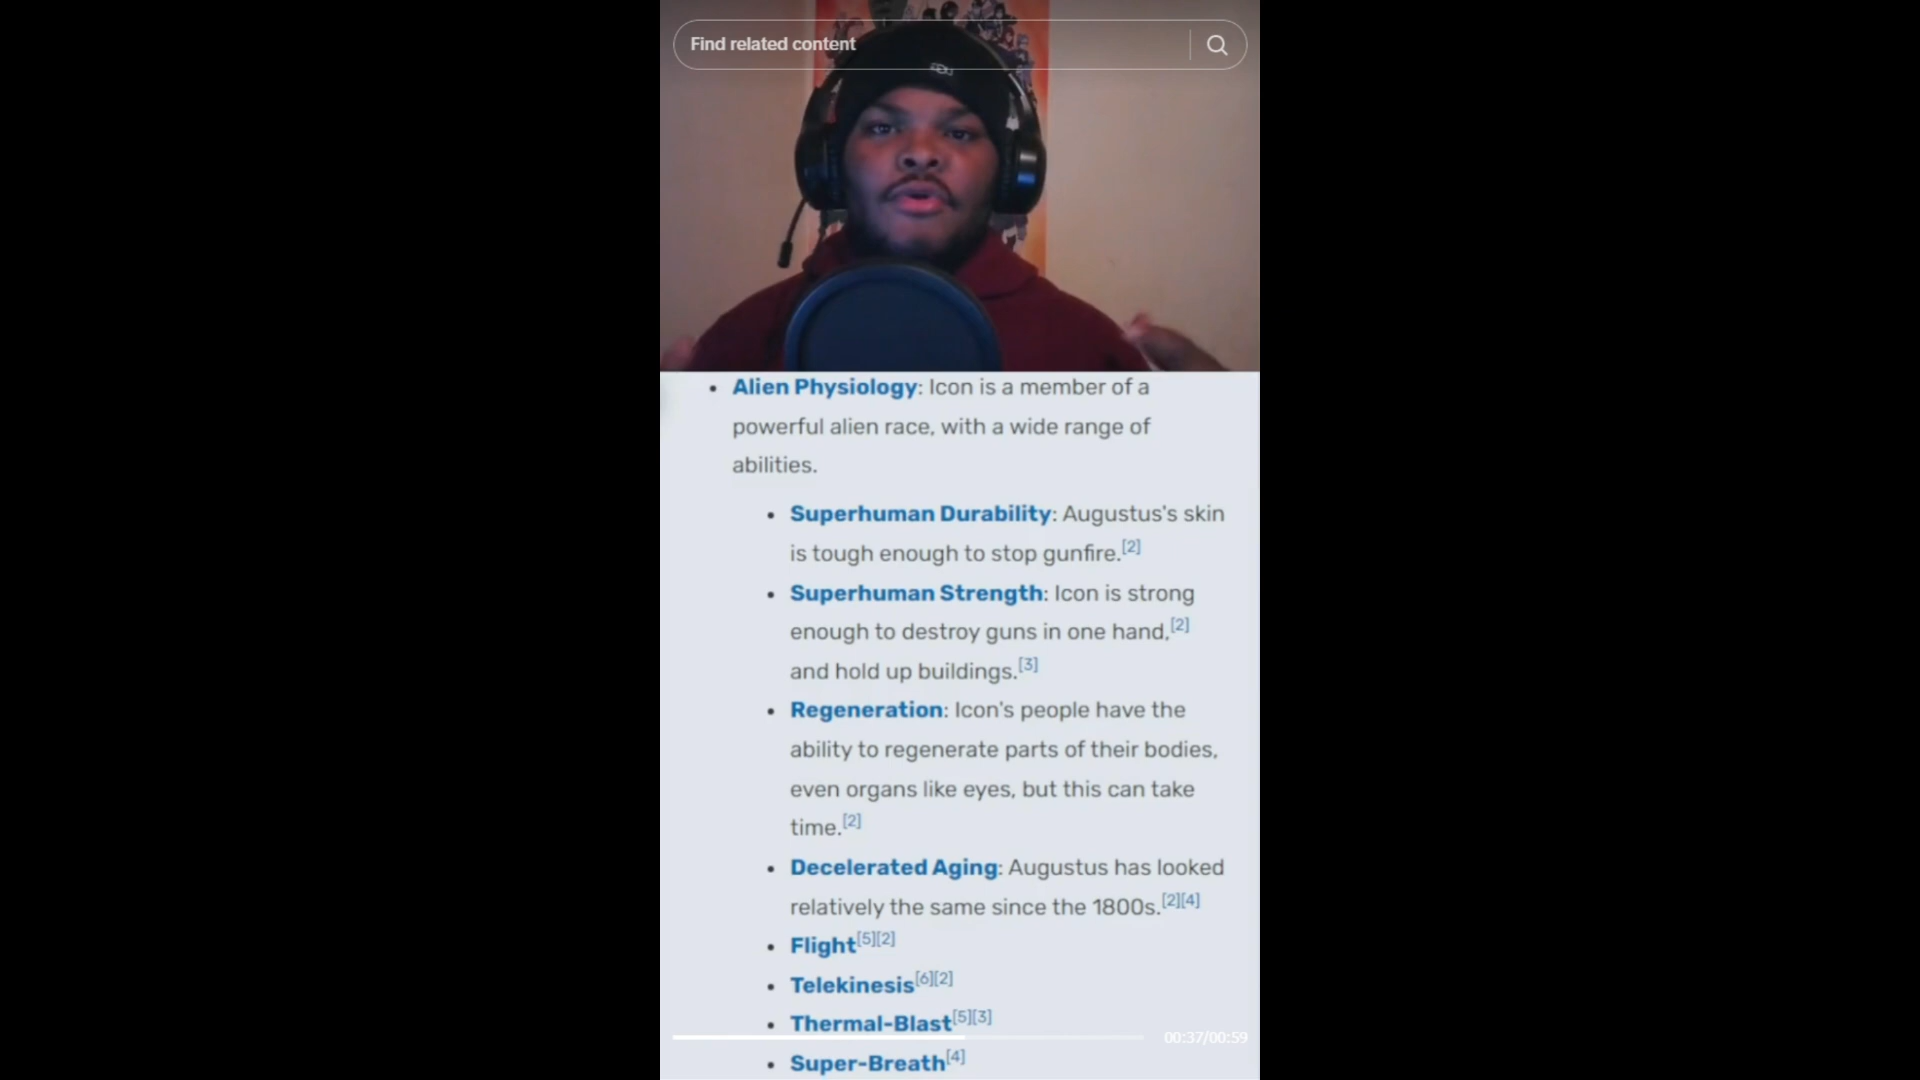 Find related content
Alien Physiology: Icon is a member of a
powerful alien race, with a wide range of
abilities.
Superhuman Durability: Augustus's skin
is tough enough to stop gunfire.[2]
Superhuman Strength: Icon is strong
enough to destroy guns in one hand,[2]
and hold up buildings.[3]
Regeneration: Icon's people have the
ability to regenerate parts of their bodies,
even organs like eyes, but this can take
time.[2]
Decelerated Aging: Augustus has looked
relatively the same since the 1800s.[2][4]
Flight[5][2]
Telekinesis[6][2]
Thermal-Blast[5][3]
00:37/00:59
Super-Breath[4]